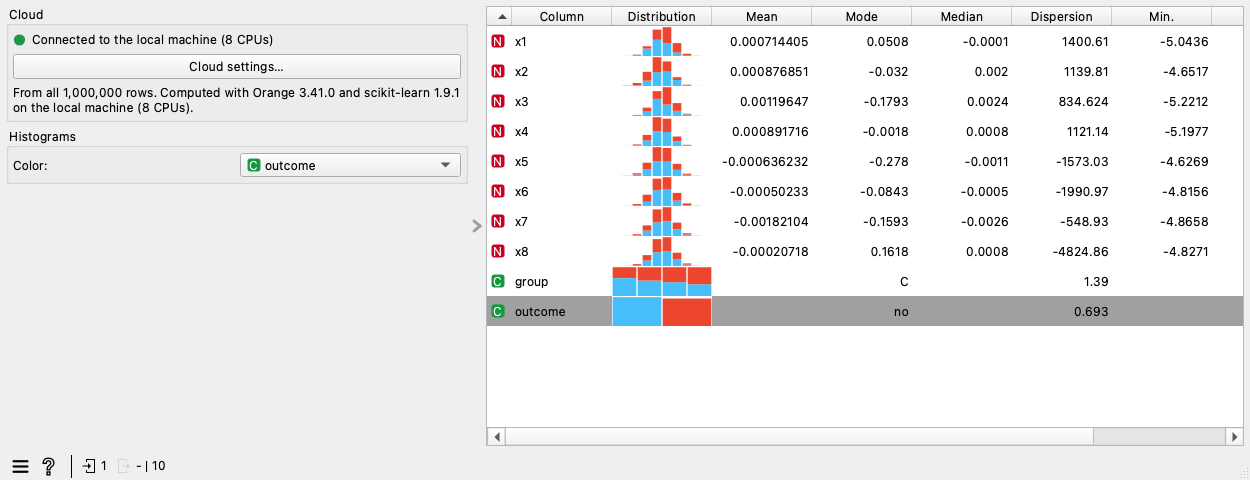 Cloud
Connected to the local machine (8 CPUs)
Cloud settings...
From all 1,000,000 rows. Computed with Orange 3.41.0 and scikit-learn 1.9.1
on the local machine (8 CPUs).
Histograms
Color: C outcome
Column Distribution Mean Mode Median Dispersion Min.
N x1 0.000714405 0.0508 -0.0001 1400.61 -5.0436
N x2 0.000876851 -0.032 0.002 1139.81 -4.6517
N x3 0.00119647 -0.1793 0.0024 834.624 -5.2212
N x4 0.000891716 -0.0018 0.0008 1121.14 -5.1977
N x5 -0.000636232 -0.278 -0.0011 -1573.03 -4.6269
N x6 -0.00050233 -0.0843 -0.0005 -1990.97 -4.8156
N x7 -0.00182104 -0.1593 -0.0026 -548.93 -4.8658
N x8 -0.00020718 0.1618 0.0008 -4824.86 -4.8271
C group C 1.39
C outcome no 0.693
? 1 - | 10